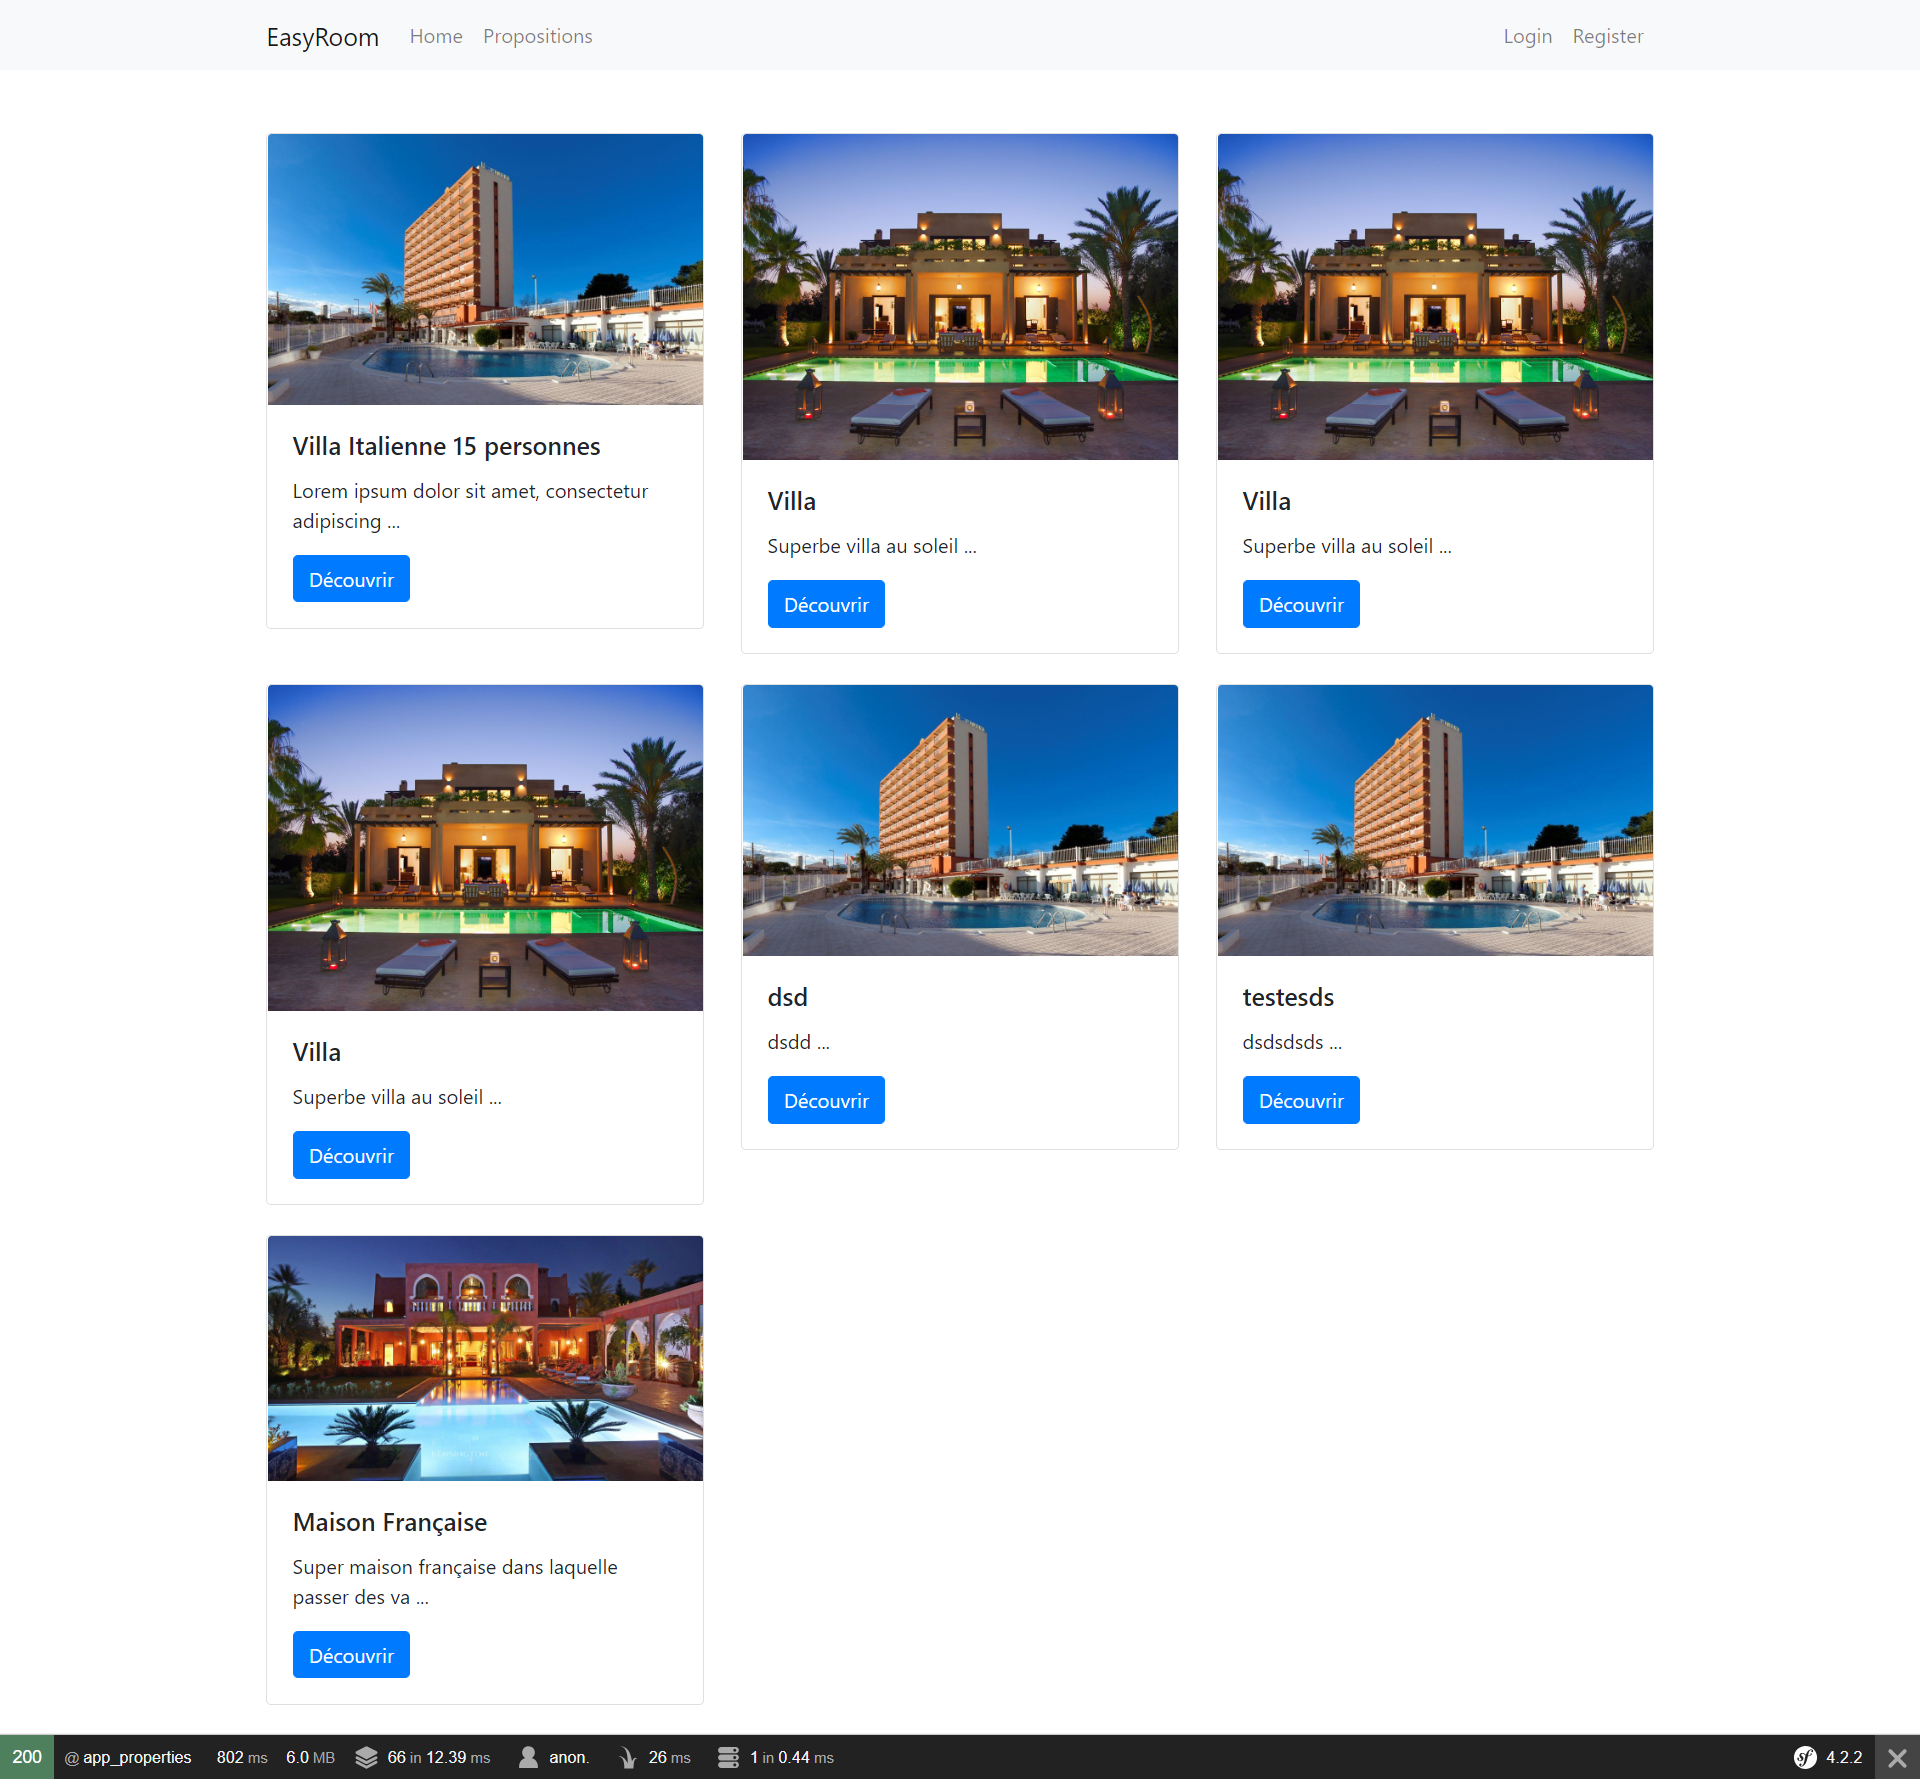 EasyRoom Home Propositions Login Register
Villa Italienne 15 personnes
Lorem ipsum dolor sit amet, consectetur
adipiscing ...
Découvrir
Villa
Superbe villa au soleil ...
Découvrir
Villa
Superbe villa au soleil ...
Découvrir
Villa
Superbe villa au soleil ...
Découvrir
dsd
dsdd ...
Découvrir
testesds
dsdsdsds ...
Découvrir
Maison Française
Super maison française dans laquelle
passer des va ...
Découvrir
200 @ app_properties 802 ms 6.0 MB 66 in 12.39 ms anon. 26 ms 1 in 0.44 ms sf 4.2.2